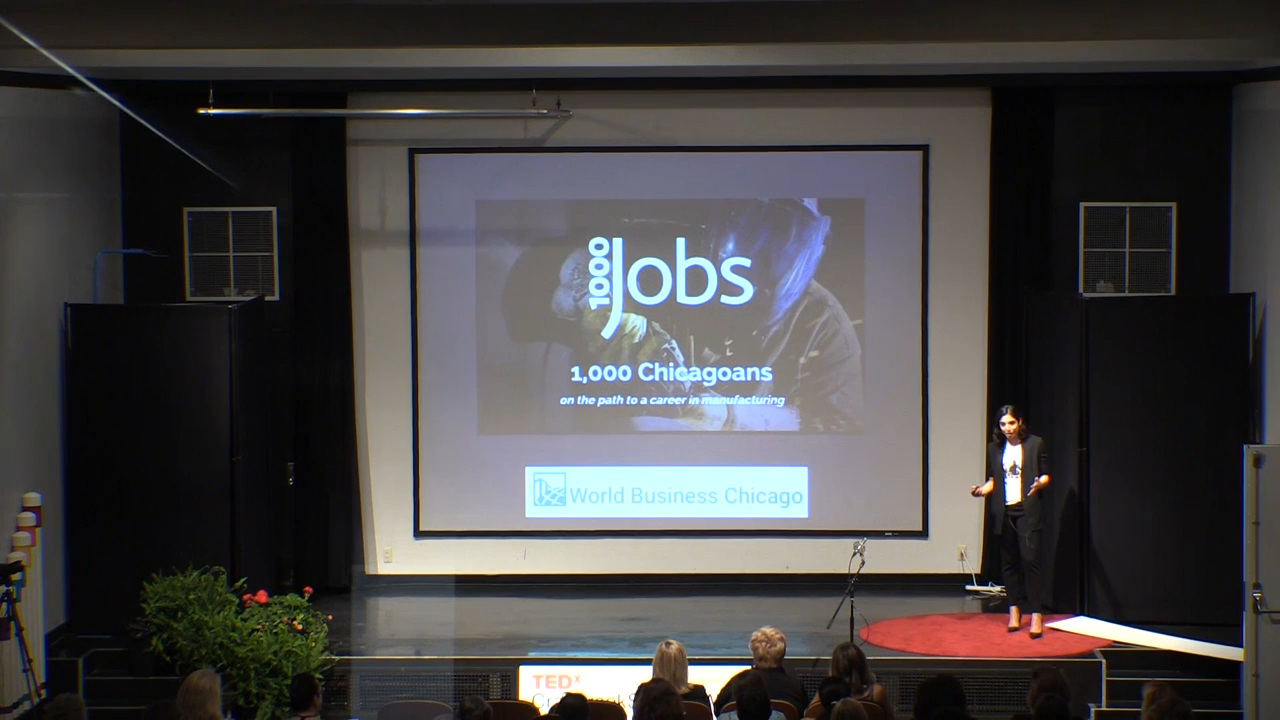 1000
Jobs
1,000 Chicagoans
on the path to a career in manufacturing
World Business Chicago
TEDx